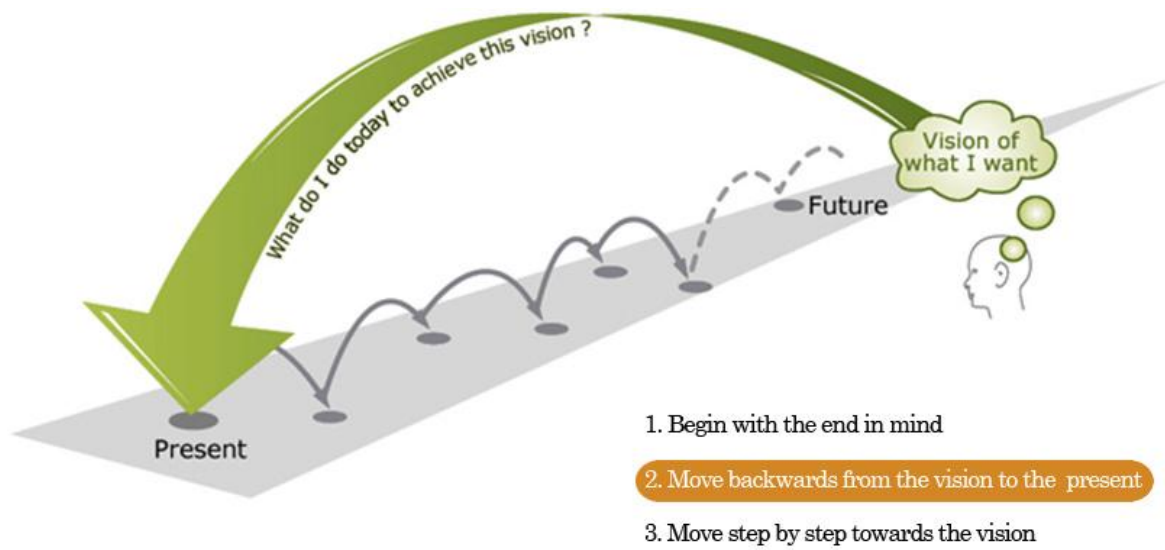 What do I do today to achieve this vision ?
Vision of
what I want
Future
Present
1. Begin with the end in mind
2. Move backwards from the vision to the present
3. Move step by step towards the vision